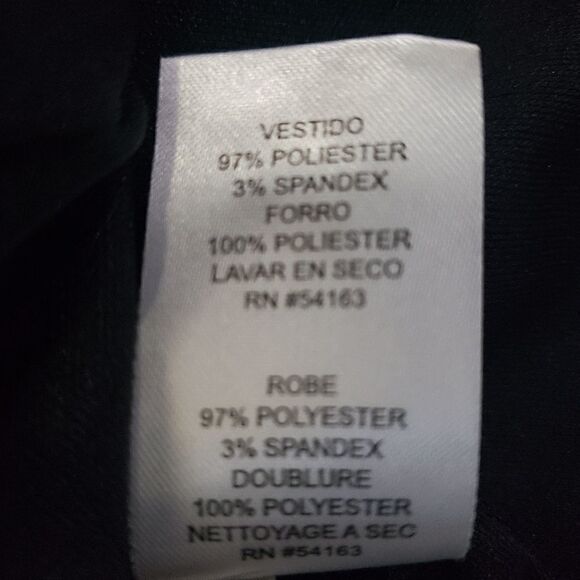 VESTIDO
97% POLIESTER
3% SPANDEX
FORRO
100% POLIESTER
LAVAR EN SECO
RN #54163
ROBE
97% POLYESTER
3% SPANDEX
DOUBLURE
100% POLYESTER
NETTOYAGE A SEC
RN #54163